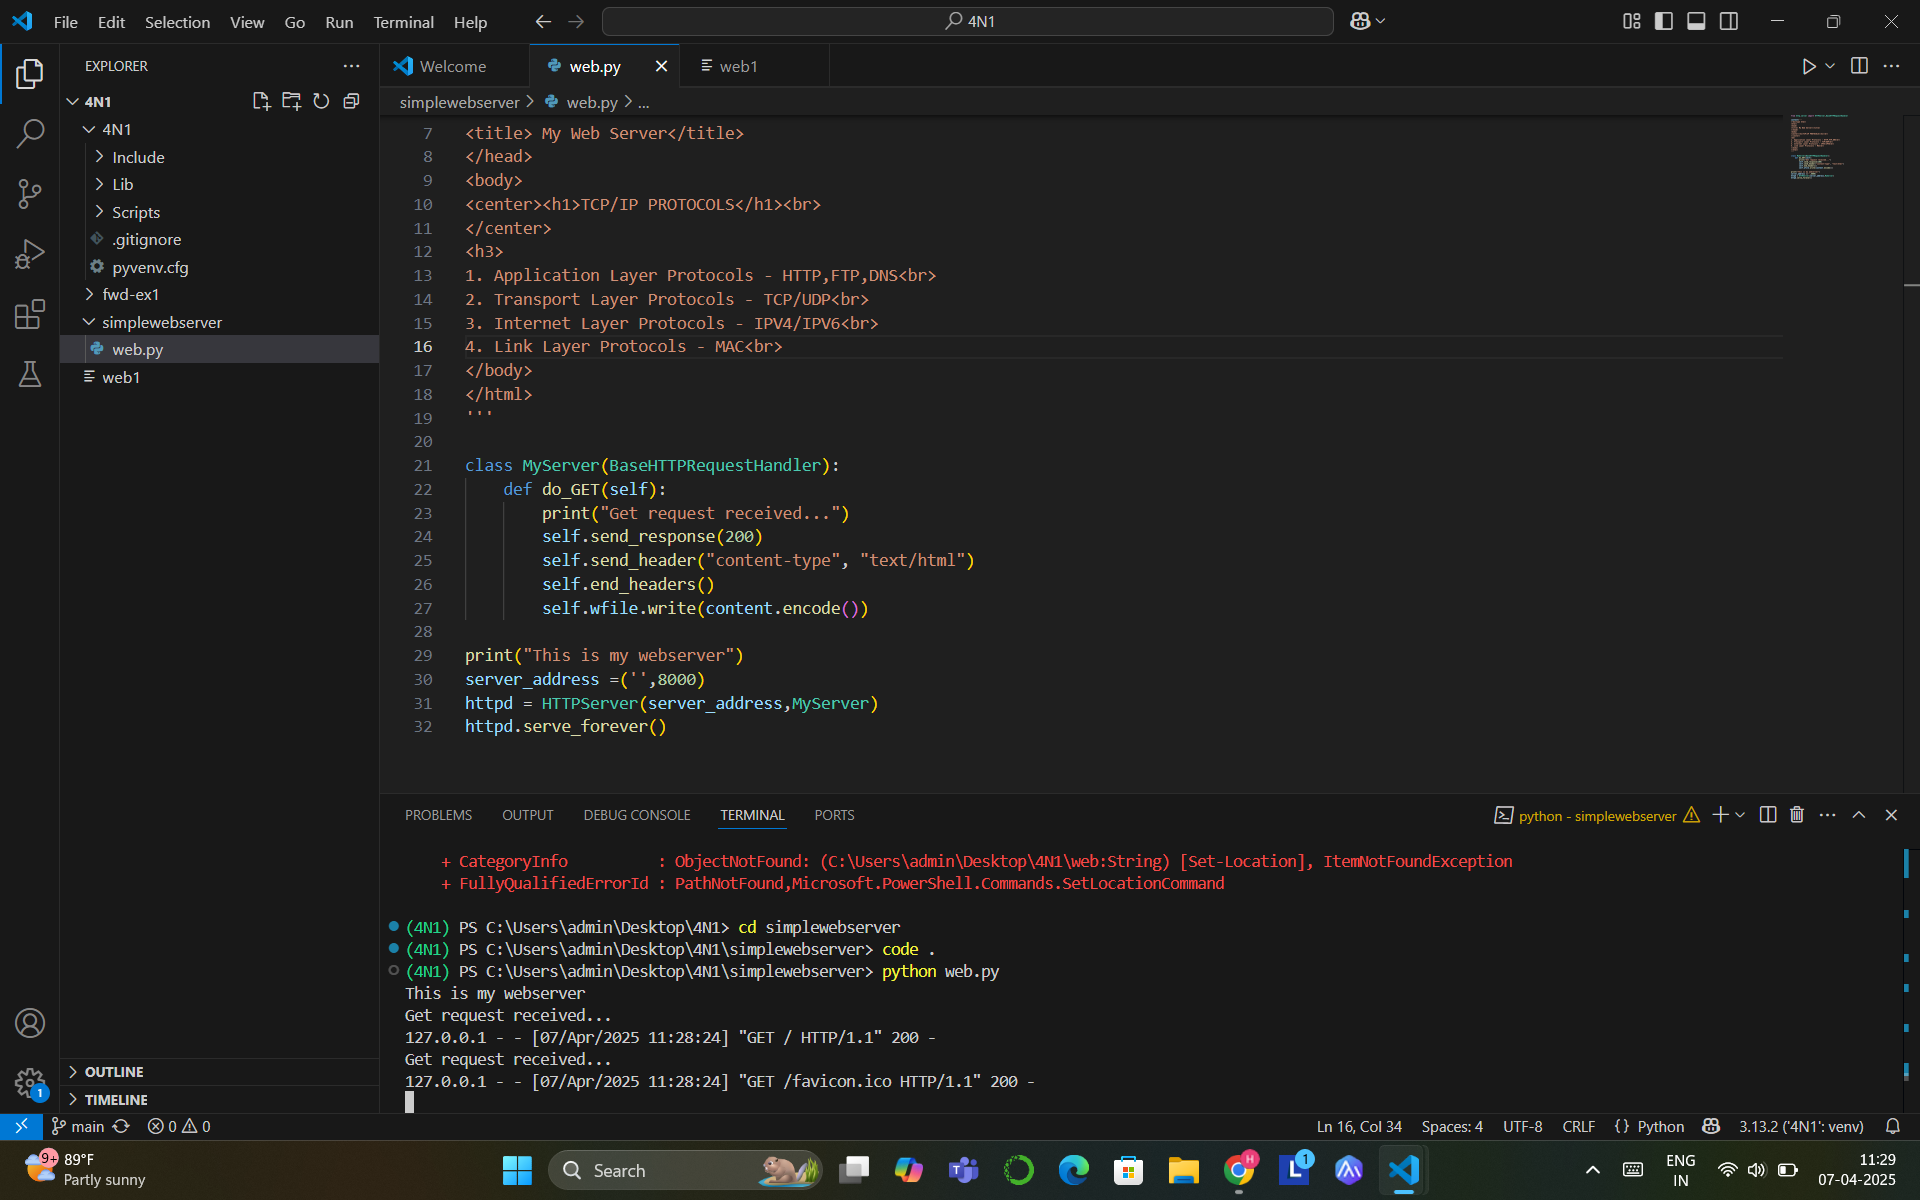 File Edit Selection View Go Run Terminal Help
4N1
EXPLORER
4N1
4N1
Include
Lib
Scripts
.gitignore
pyvenv.cfg
fwd-ex1
simplewebserver
web.py
web1
OUTLINE
TIMELINE
Welcome web.py web1
simplewebserver > web.py > ...
7 <title> My Web Server</title>
8 </head>
9 <body>
10 <center><h1>TCP/IP PROTOCOLS</h1><br>
11 </center>
12 <h3>
13 1. Application Layer Protocols - HTTP,FTP,DNS<br>
14 2. Transport Layer Protocols - TCP/UDP<br>
15 3. Internet Layer Protocols - IPV4/IPV6<br>
16 4. Link Layer Protocols - MAC<br>
17 </body>
18 </html>
19 '''
20
21 class MyServer(BaseHTTPRequestHandler):
22 def do_GET(self):
23 print("Get request received...")
24 self.send_response(200)
25 self.send_header("content-type", "text/html")
26 self.end_headers()
27 self.wfile.write(content.encode())
28
29 print("This is my webserver")
30 server_address =('',8000)
31 httpd = HTTPServer(server_address,MyServer)
32 httpd.serve_forever()
PROBLEMS OUTPUT DEBUG CONSOLE TERMINAL PORTS
python - simplewebserver
+ CategoryInfo : ObjectNotFound: (C:\Users\admin\Desktop\4N1\web:String) [Set-Location], ItemNotFoundException
+ FullyQualifiedErrorId : PathNotFound,Microsoft.PowerShell.Commands.SetLocationCommand
(4N1) PS C:\Users\admin\Desktop\4N1> cd simplewebserver
(4N1) PS C:\Users\admin\Desktop\4N1\simplewebserver> code .
(4N1) PS C:\Users\admin\Desktop\4N1\simplewebserver> python web.py
This is my webserver
Get request received...
127.0.0.1 - - [07/Apr/2025 11:28:24] "GET / HTTP/1.1" 200 -
Get request received...
127.0.0.1 - - [07/Apr/2025 11:28:24] "GET /favicon.ico HTTP/1.1" 200 -
1
main 0 0 Ln 16, Col 34 Spaces: 4 UTF-8 CRLF {} Python 3.13.2 ('4N1': venv)
9+ 89°F
Partly sunny
Search
H
L 1
ENG
IN
11:29
07-04-2025